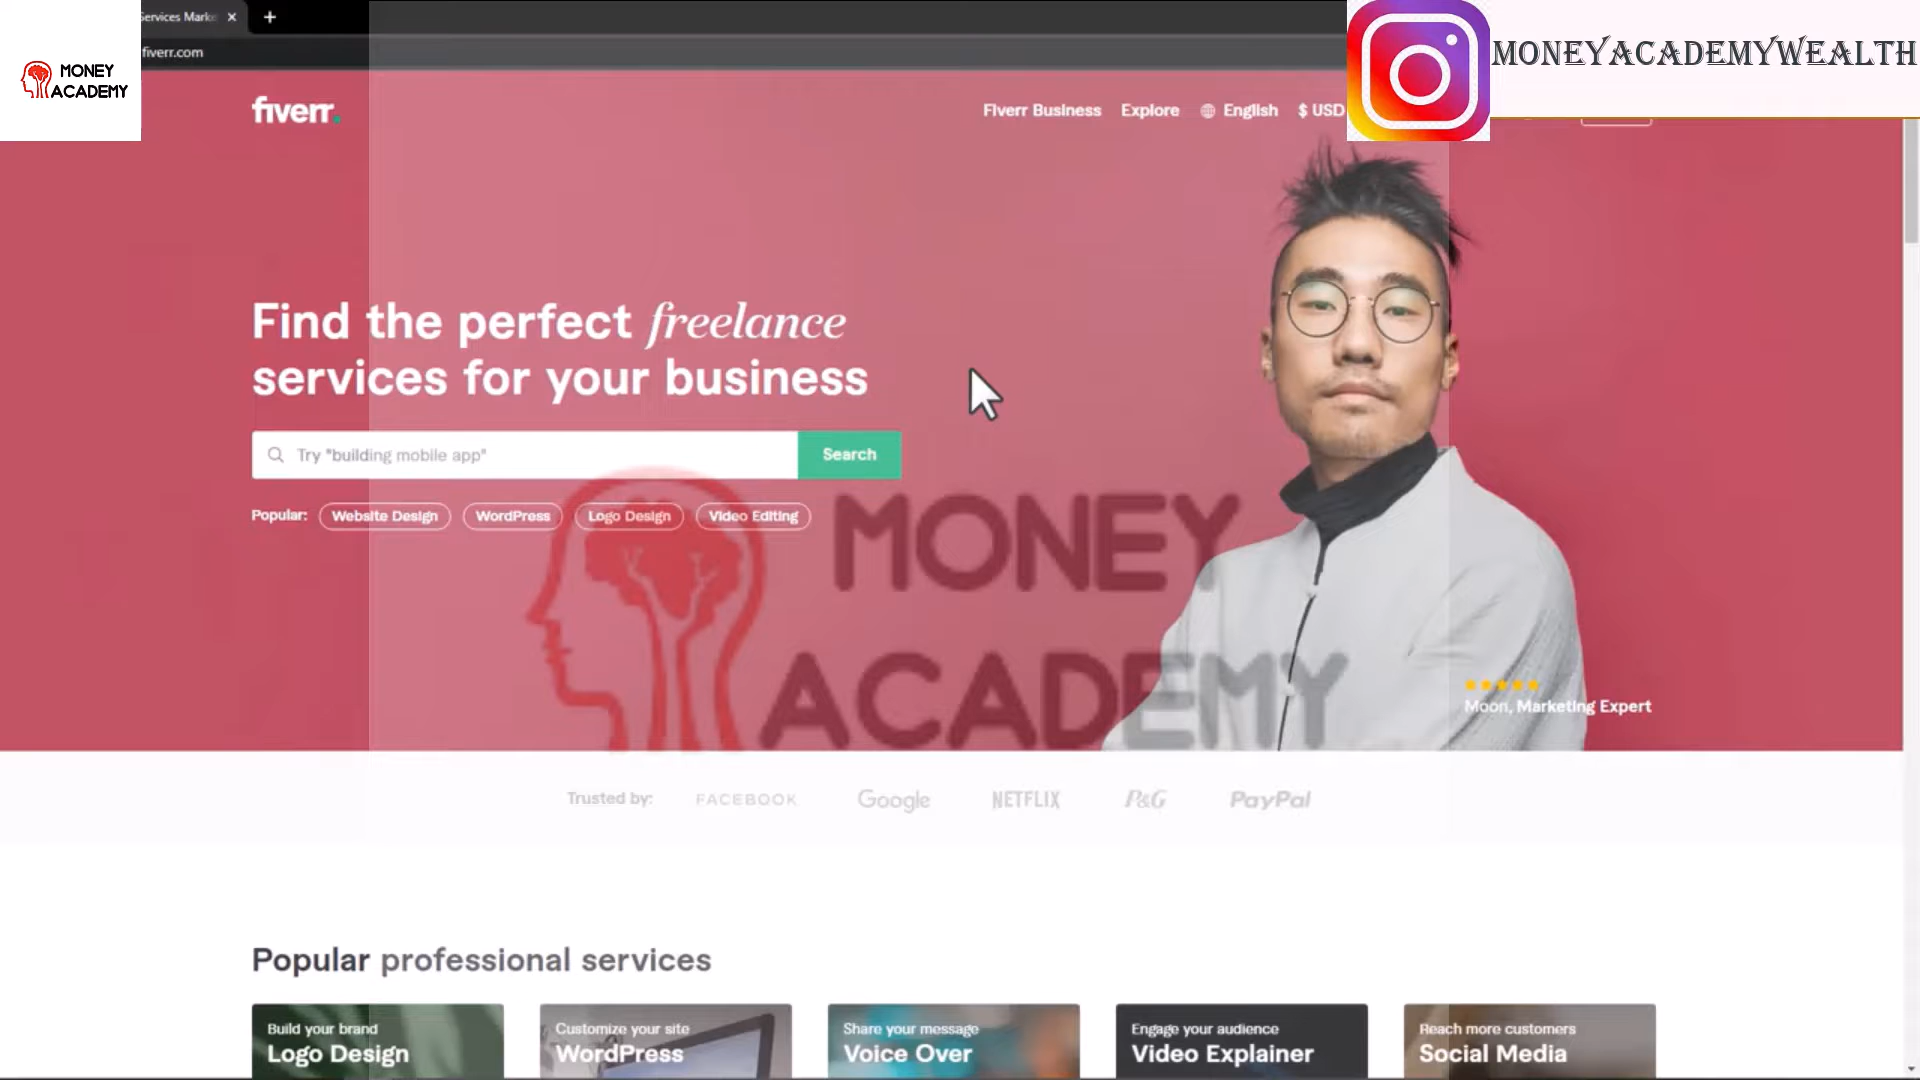 Services Mark
fiverr.com
MONEY
ACADEMY
MONEYACADEMYWEALTH
fiverr.
Fiverr Business Explore English $ USD
Find the perfect freelance
services for your business
Try "building mobile app"
Search
Popular: Website Design WordPress Logo Design Video Editing
MONEY
ACADEMY
Moon, Marketing Expert
Trusted by: FACEBOOK Google NETFLIX P&G PayPal
Popular professional services
Build your brand
Logo Design
Customize your site
WordPress
Share your message
Voice Over
Engage your audience
Video Explainer
Reach more customers
Social Media